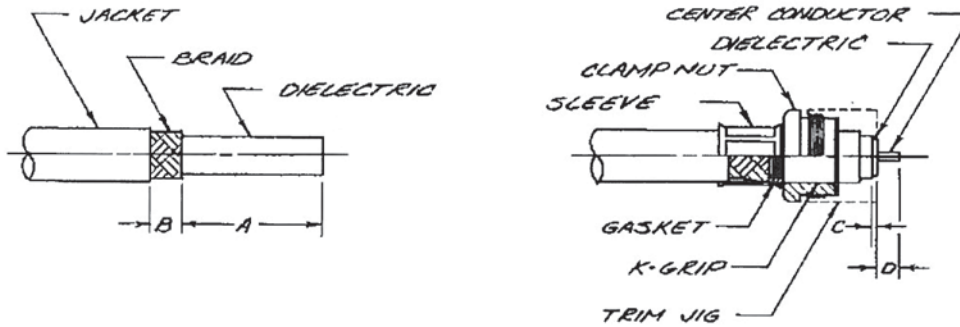 JACKET
BRAID
DIELECTRIC
B
A
CENTER CONDUCTOR
DIELECTRIC
CLAMP NUT
SLEEVE
GASKET
C
K-GRIP
D
TRIM JIG